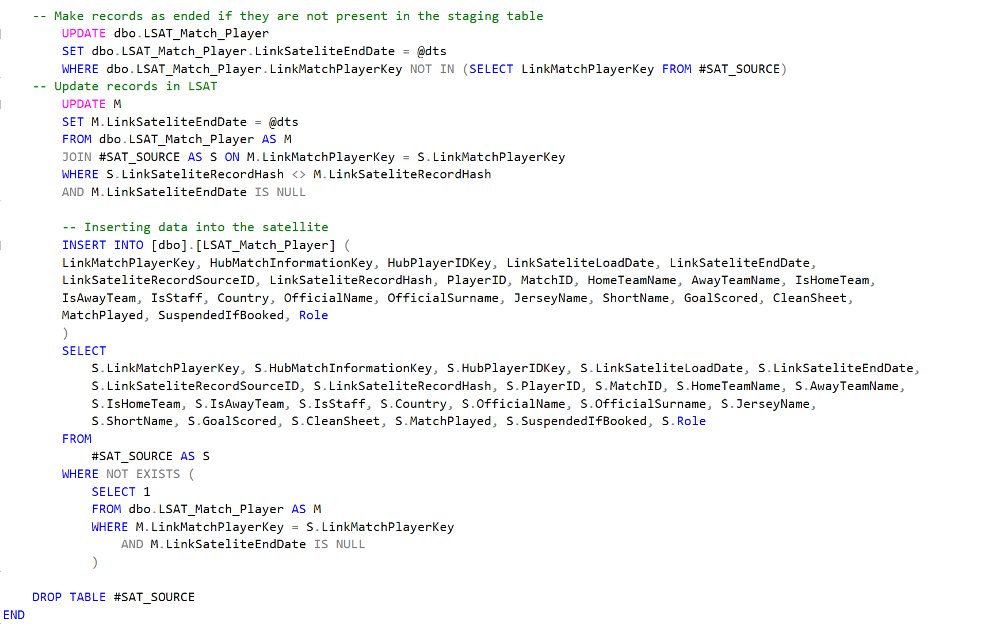 -- Make records as ended if they are not present in the staging table
UPDATE dbo.LSAT_Match_Player
SET dbo.LSAT_Match_Player.LinkSateliteEndDate = @dts
WHERE dbo.LSAT_Match_Player.LinkMatchPlayerKey NOT IN (SELECT LinkMatchPlayerKey FROM #SAT_SOURCE)
-- Update records in LSAT
UPDATE M
SET M.LinkSateliteEndDate = @dts
FROM dbo.LSAT_Match_Player AS M
JOIN #SAT_SOURCE AS S ON M.LinkMatchPlayerKey = S.LinkMatchPlayerKey
WHERE S.LinkSateliteRecordHash <> M.LinkSateliteRecordHash
AND M.LinkSateliteEndDate IS NULL
-- Inserting data into the satellite
INSERT INTO [dbo].[LSAT_Match_Player] (
LinkMatchPlayerKey, HubMatchInformationKey, HubPlayerIDKey, LinkSateliteLoadDate, LinkSateliteEndDate,
LinkSateliteRecordSourceID, LinkSateliteRecordHash, PlayerID, MatchID, HomeTeamName, AwayTeamName, IsHomeTeam,
IsAwayTeam, IsStaff, Country, OfficialName, OfficialSurname, JerseyName, ShortName, GoalScored, CleanSheet,
MatchPlayed, SuspendedIfBooked, Role
)
SELECT
S.LinkMatchPlayerKey, S.HubMatchInformationKey, S.HubPlayerIDKey, S.LinkSateliteLoadDate, S.LinkSateliteEndDate,
S.LinkSateliteRecordSourceID, S.LinkSateliteRecordHash, S.PlayerID, S.MatchID, S.HomeTeamName, S.AwayTeamName,
S.IsHomeTeam, S.IsAwayTeam, S.IsStaff, S.Country, S.OfficialName, S.OfficialSurname, S.JerseyName,
S.ShortName, S.GoalScored, S.CleanSheet, S.MatchPlayed, S.SuspendedIfBooked, S.Role
FROM
#SAT_SOURCE AS S
WHERE NOT EXISTS (
SELECT 1
FROM dbo.LSAT_Match_Player AS M
WHERE M.LinkMatchPlayerKey = S.LinkMatchPlayerKey
AND M.LinkSateliteEndDate IS NULL
)
DROP TABLE #SAT_SOURCE
END